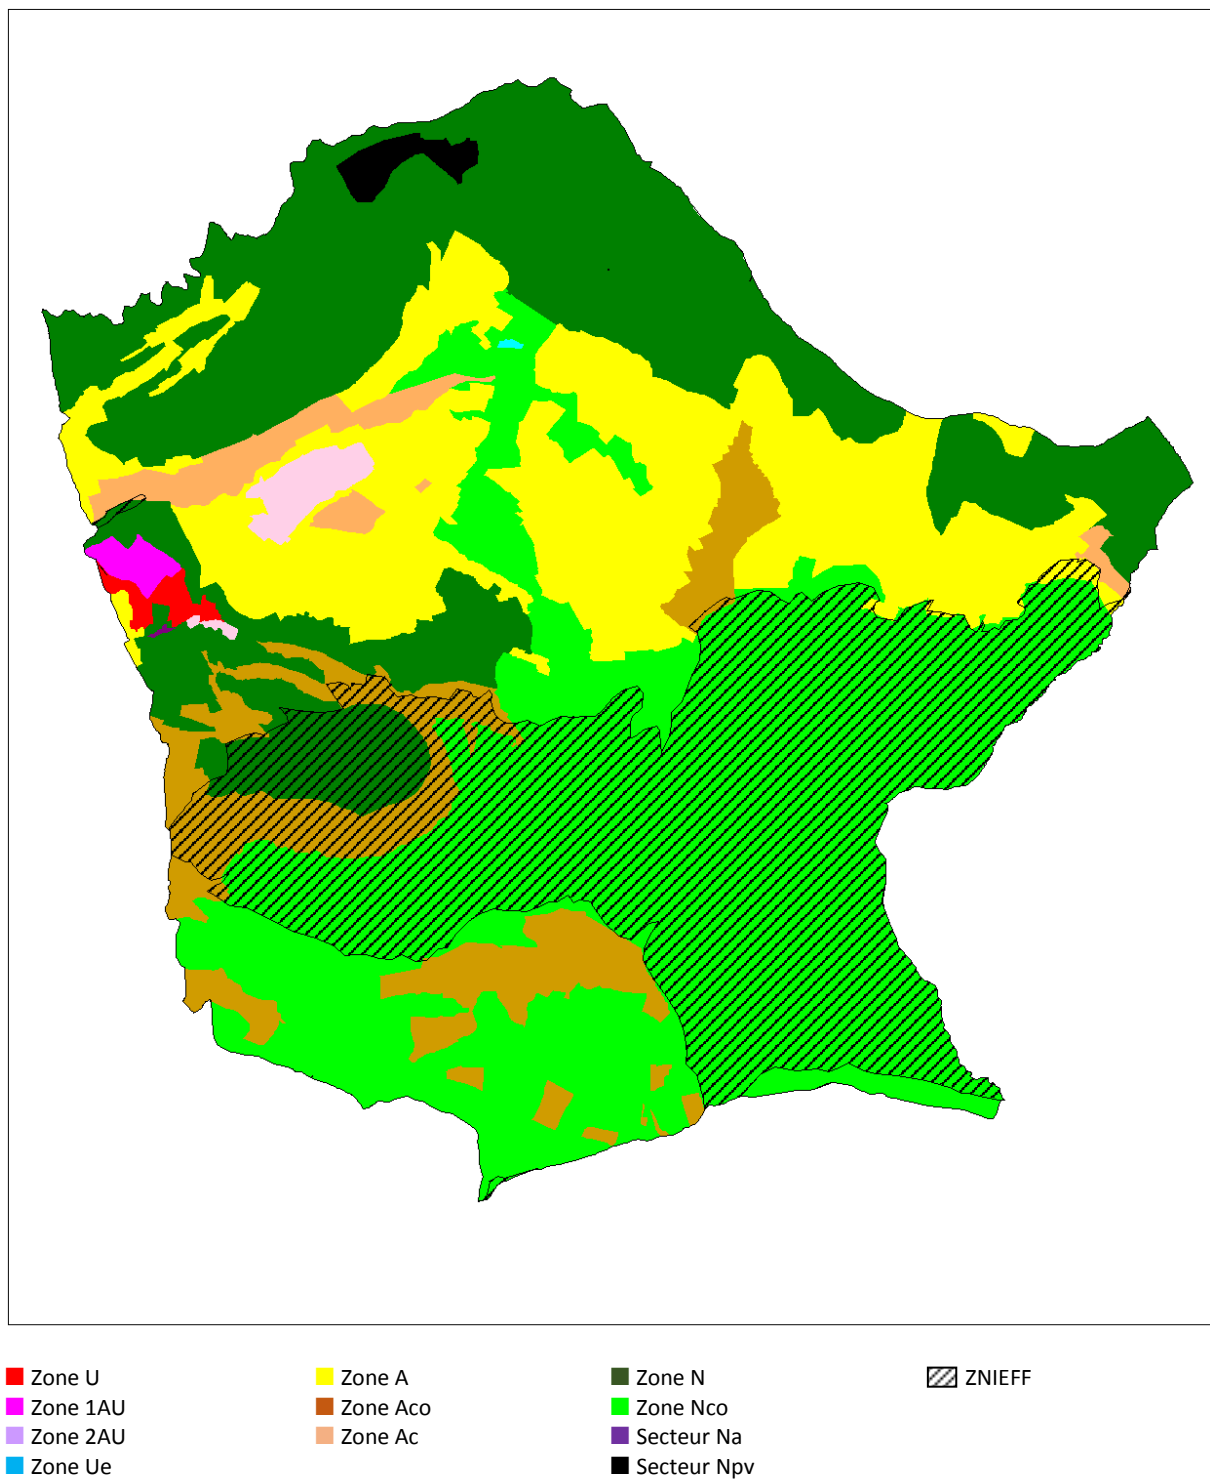 Zone U
Zone 1AU
Zone 2AU
Zone Ue
Zone A
Zone Aco
Zone Ac
Zone N
Zone Nco
Secteur Na
Secteur Npv
ZNIEFF